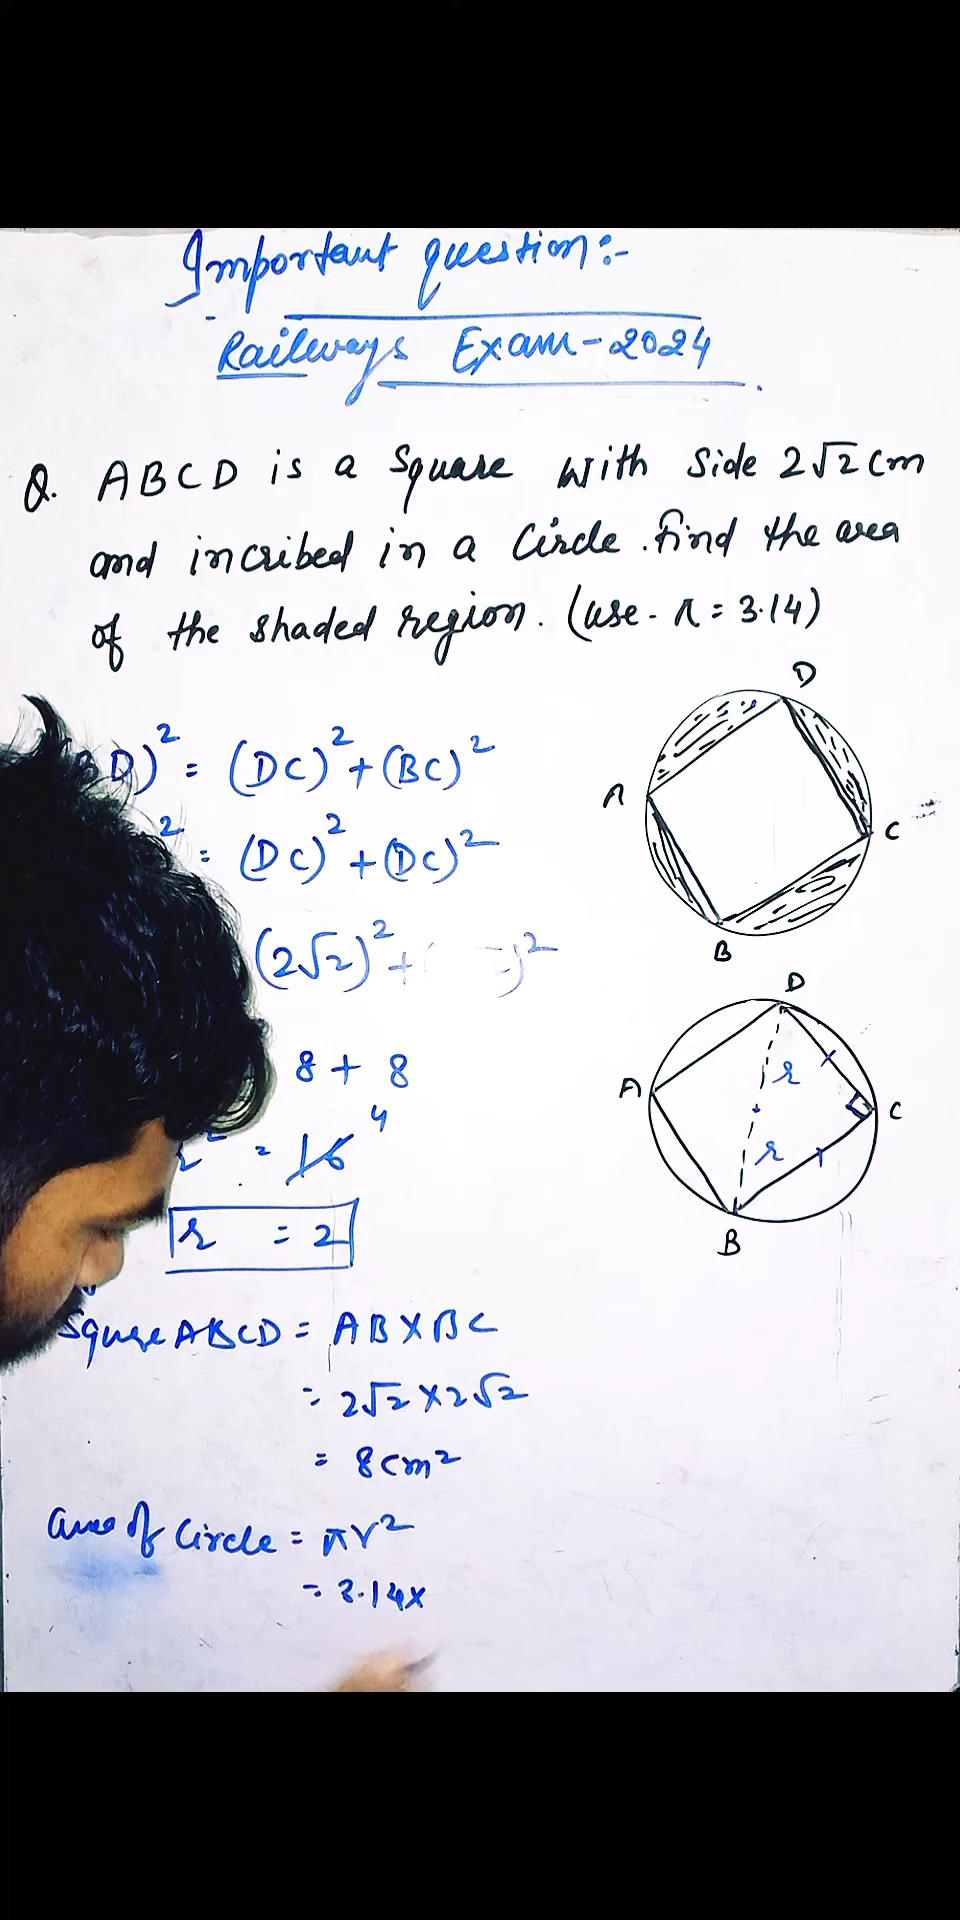 Important question:-
Railways Exam-2024
Q. ABCD is a Square with side 2√2 cm
and incribed in a Circle. Find the area
of the shaded region. (use - π = 3.14)
D
D)² = (DC)² + (BC)²
A
² = (DC)² + (DC)²
C
(2√2)² + )²
B
D
8 + 8
r
A
C
4
² = 16
r
r = 2
B
Square ABCD = AB X BC
= 2√2 × 2√2
= 8 cm²
area of Circle = πr²
= 3.14×